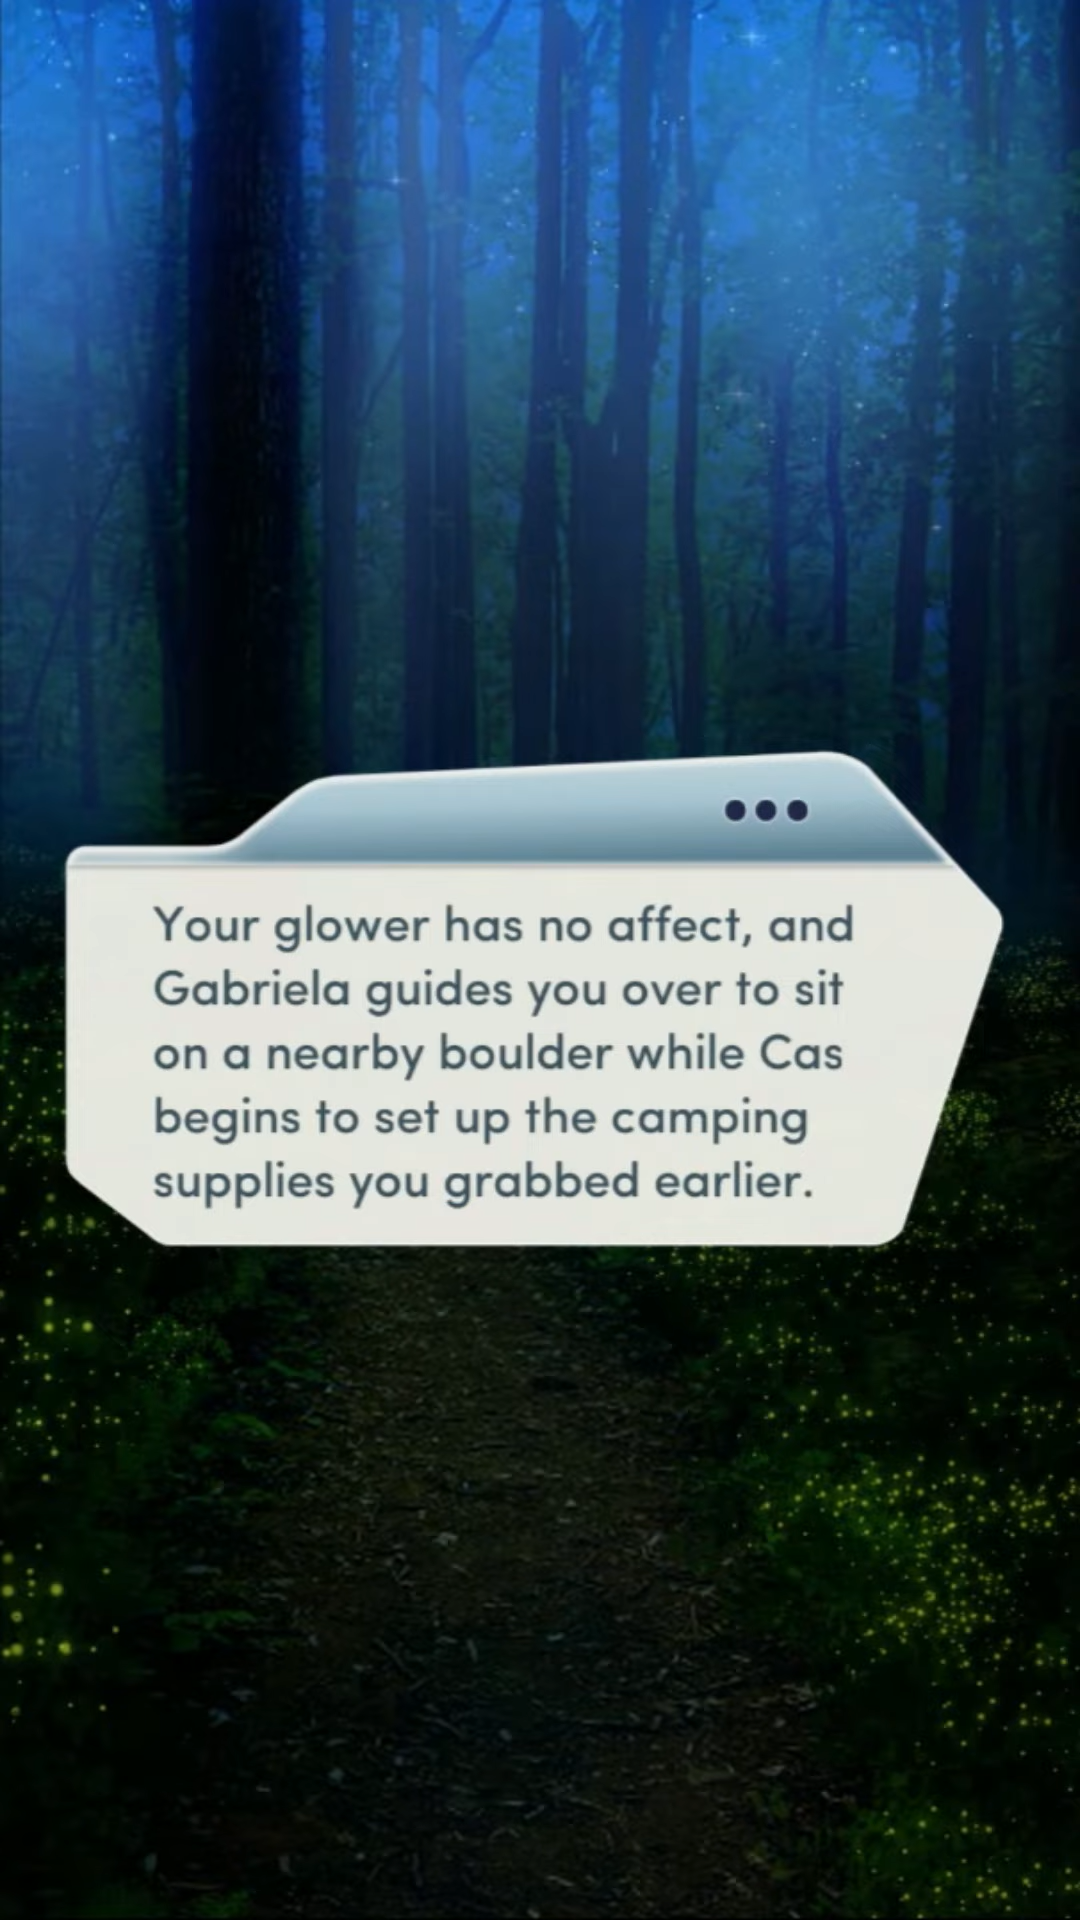 Your glower has no affect, and
Gabriela guides you over to sit
on a nearby boulder while Cas
begins to set up the camping
supplies you grabbed earlier.